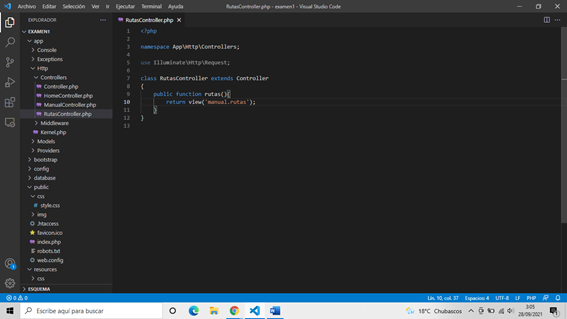 Archivo Editar Selección Ver Ir Ejecutar Terminal Ayuda RutasController.php - examen1 - Visual Studio Code
EXPLORADOR
RutasController.php
EXAMEN1
app
Console
Exceptions
Http
Controllers
Controller.php
HomeController.php
ManualController.php
RutasController.php
Middleware
Kernel.php
Models
Providers
bootstrap
config
database
public
css
style.css
img
.htaccess
favicon.ico
index.php
robots.txt
web.config
resources
css
ESQUEMA
1 <?php
2
3 namespace App\Http\Controllers;
4
5 use Illuminate\Http\Request;
6
7 class RutasController extends Controller
8 {
9 public function rutas(){
10 return view('manual.rutas');
11 }
12 }
13
0 0
Lín. 10, col. 37 Espacios: 4 UTF-8 LF PHP
Escribe aquí para buscar
18°C Chubascos
3:05
28/09/2021